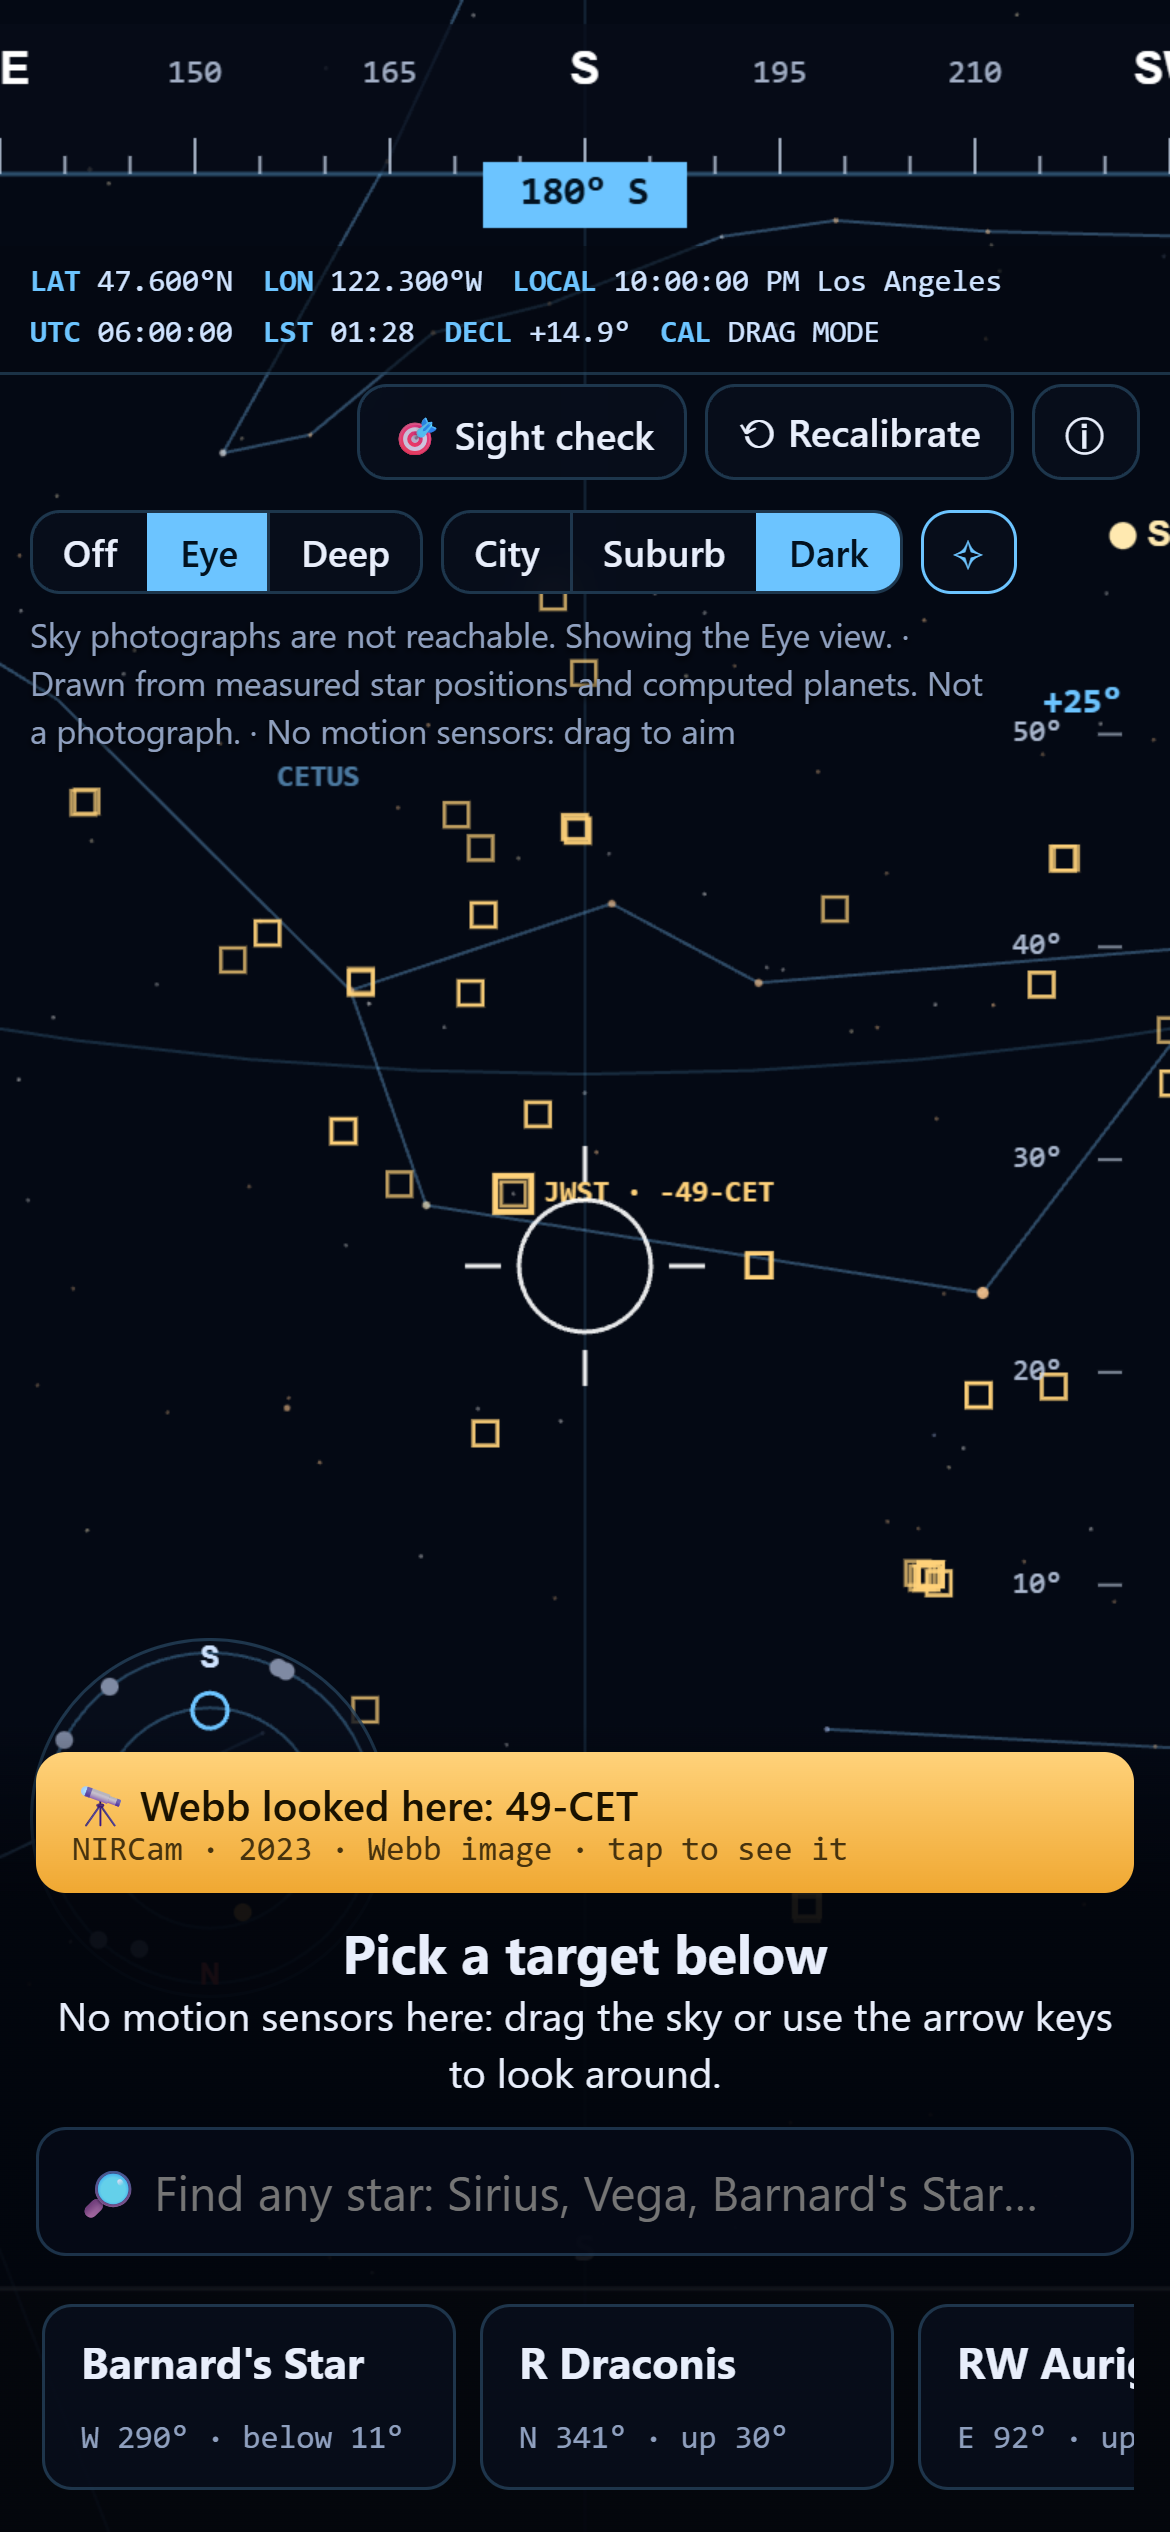 E 150 165 S 195 210 SW
180° S
LAT 47.600°N LON 122.300°W LOCAL 10:00:00 PM Los Angeles
UTC 06:00:00 LST 01:28 DECL +14.9° CAL DRAG MODE
Sight check Recalibrate
Off Eye Deep City Suburb Dark
S
Sky photographs are not reachable. Showing the Eye view. ·
Drawn from measured star positions and computed planets. Not
a photograph. · No motion sensors: drag to aim
+25°
50°
CETUS
40°
30°
JWST · -49-CET
20°
10°
S
Webb looked here: 49-CET
NIRCam · 2023 · Webb image · tap to see it
N
Pick a target below
No motion sensors here: drag the sky or use the arrow keys
to look around.
Find any star: Sirius, Vega, Barnard's Star...
Barnard's Star R Draconis RW Aurig
W 290° · below 11° N 341° · up 30° E 92° · up